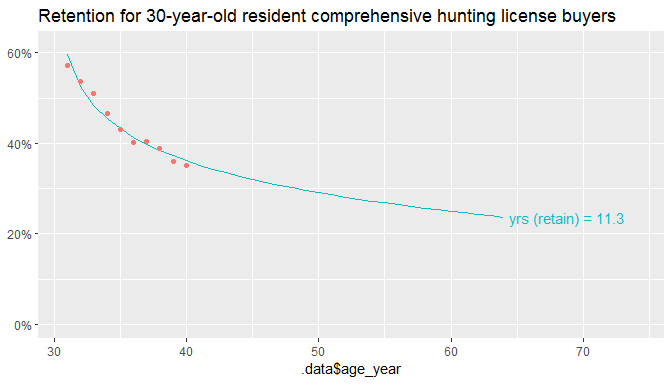 Retention for 30-year-old resident comprehensive hunting license buyers
60%
40%
20%
0%
yrs (retain) = 11.3
30 40 50 60 70
.data$age_year